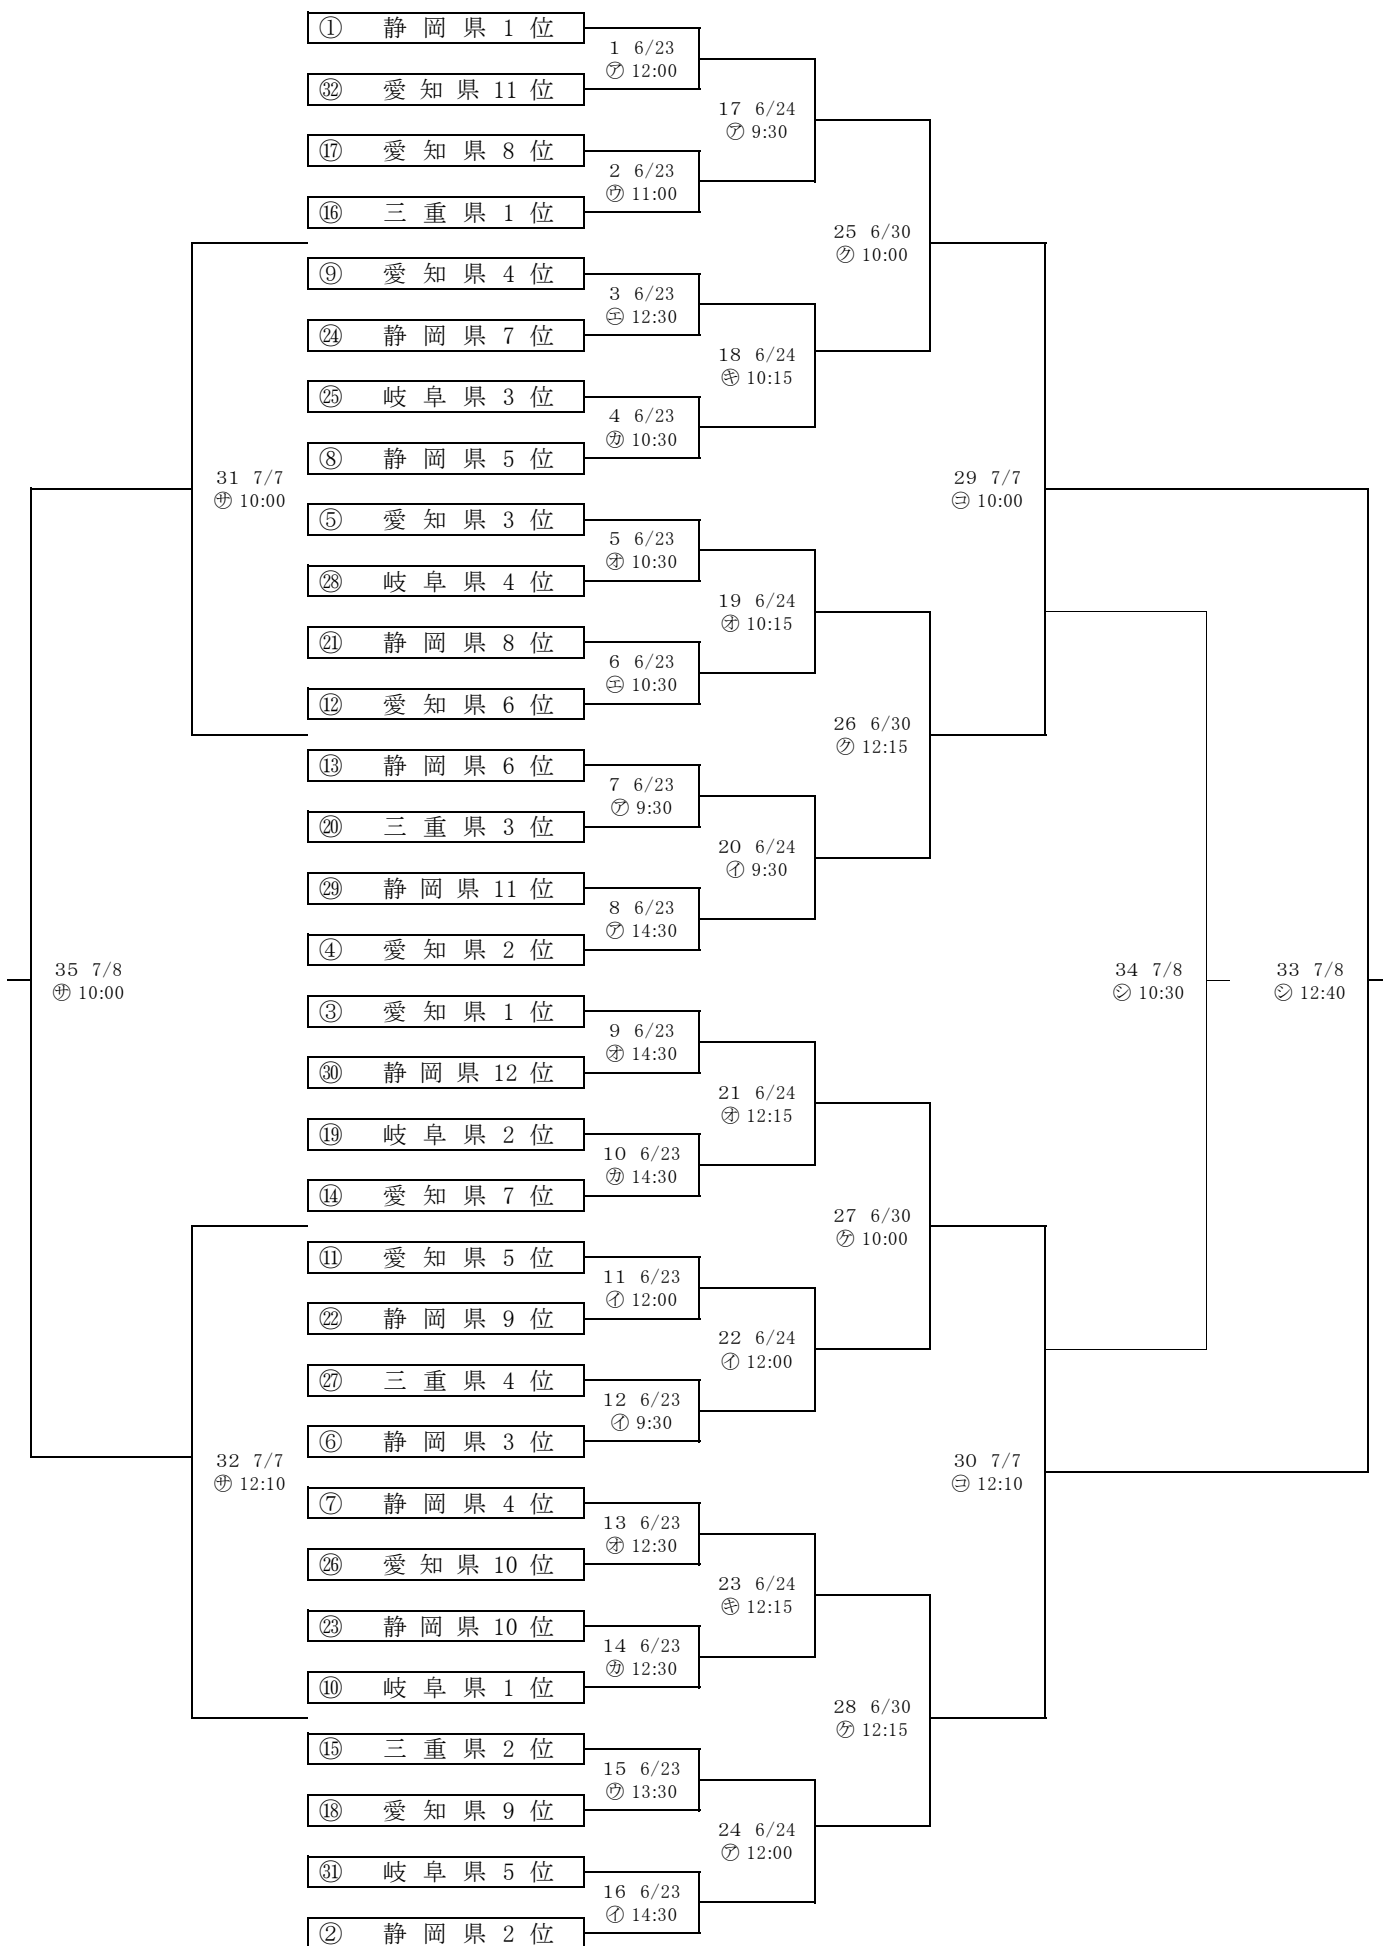 ① 静岡県1位
1 6/23
㋐ 12:00
㉜ 愛知県11位
17 6/24
㋐ 9:30
⑰ 愛知県8位
2 6/23
㋒ 11:00
⑯ 三重県1位
25 6/30
㋗ 10:00
⑨ 愛知県4位
3 6/23
㋓ 12:30
㉔ 静岡県7位
18 6/24
㋖ 10:15
㉕ 岐阜県3位
4 6/23
㋕ 10:30
⑧ 静岡県5位
31 7/7
㋚ 10:00
29 7/7
㋙ 10:00
⑤ 愛知県3位
5 6/23
㋔ 10:30
㉘ 岐阜県4位
19 6/24
㋔ 10:15
㉑ 静岡県8位
6 6/23
㋓ 10:30
⑫ 愛知県6位
26 6/30
㋗ 12:15
⑬ 静岡県6位
7 6/23
㋐ 9:30
⑳ 三重県3位
20 6/24
㋑ 9:30
㉙ 静岡県11位
8 6/23
㋐ 14:30
④ 愛知県2位
35 7/8
㋚ 10:00
34 7/8
㋛ 10:30
33 7/8
㋛ 12:40
③ 愛知県1位
9 6/23
㋔ 14:30
㉚ 静岡県12位
21 6/24
㋔ 12:15
⑲ 岐阜県2位
10 6/23
㋕ 14:30
⑭ 愛知県7位
27 6/30
㋘ 10:00
⑪ 愛知県5位
11 6/23
㋑ 12:00
㉒ 静岡県9位
22 6/24
㋑ 12:00
㉗ 三重県4位
12 6/23
㋑ 9:30
⑥ 静岡県3位
32 7/7
㋚ 12:10
30 7/7
㋙ 12:10
⑦ 静岡県4位
13 6/23
㋔ 12:30
㉖ 愛知県10位
23 6/24
㋖ 12:15
㉓ 静岡県10位
14 6/23
㋕ 12:30
⑩ 岐阜県1位
28 6/30
㋘ 12:15
⑮ 三重県2位
15 6/23
㋒ 13:30
⑱ 愛知県9位
24 6/24
㋐ 12:00
㉛ 岐阜県5位
16 6/23
㋑ 14:30
② 静岡県2位